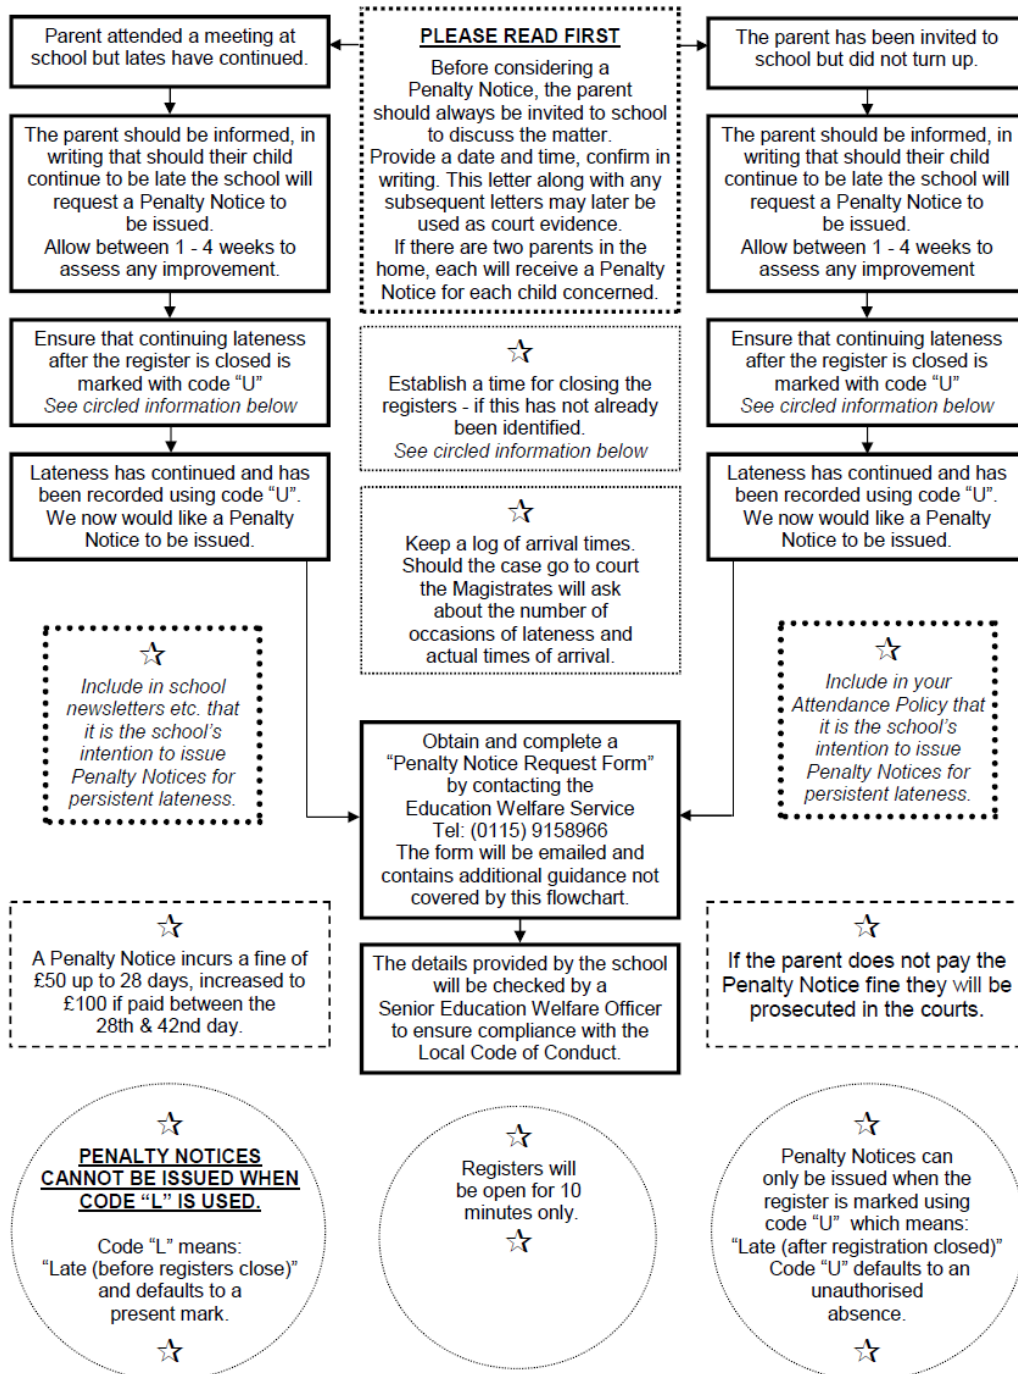 Parent attended a meeting at
school but lates have continued.
PLEASE READ FIRST
Before considering a
Penalty Notice, the parent
should always be invited to school
to discuss the matter.
Provide a date and time, confirm in
writing. This letter along with any
subsequent letters may later be
used as court evidence.
If there are two parents in the
home, each will receive a Penalty
Notice for each child concerned.
The parent has been invited to
school but did not turn up.
The parent should be informed, in
writing that should their child
continue to be late the school will
request a Penalty Notice to
be issued.
Allow between 1 - 4 weeks to
assess any improvement.
The parent should be informed, in
writing that should their child
continue to be late the school will
request a Penalty Notice to
be issued.
Allow between 1 - 4 weeks to
assess any improvement
Ensure that continuing lateness
after the register is closed is
marked with code “U”
See circled information below
Establish a time for closing the
registers - if this has not already
been identified.
See circled information below
Ensure that continuing lateness
after the register is closed is
marked with code “U”
See circled information below
Lateness has continued and has
been recorded using code “U”.
We now would like a Penalty
Notice to be issued.
Keep a log of arrival times.
Should the case go to court
the Magistrates will ask
about the number of
occasions of lateness and
actual times of arrival.
Lateness has continued and has
been recorded using code “U”.
We now would like a Penalty
Notice to be issued.
Include in school
newsletters etc. that
it is the school’s
intention to issue
Penalty Notices for
persistent lateness.
Obtain and complete a
“Penalty Notice Request Form”
by contacting the
Education Welfare Service
Tel: (0115) 9158966
The form will be emailed and
contains additional guidance not
covered by this flowchart.
Include in your
Attendance Policy that
it is the school’s
intention to issue
Penalty Notices for
persistent lateness.
A Penalty Notice incurs a fine of
£50 up to 28 days, increased to
£100 if paid between the
28th & 42nd day.
The details provided by the school
will be checked by a
Senior Education Welfare Officer
to ensure compliance with the
Local Code of Conduct.
If the parent does not pay the
Penalty Notice fine they will be
prosecuted in the courts.
PENALTY NOTICES
CANNOT BE ISSUED WHEN
CODE “L” IS USED.
Code “L” means:
“Late (before registers close)”
and defaults to a
present mark.
Registers will
be open for 10
minutes only.
Penalty Notices can
only be issued when the
register is marked using
code “U” which means:
“Late (after registration closed)”
Code “U” defaults to an
unauthorised
absence.